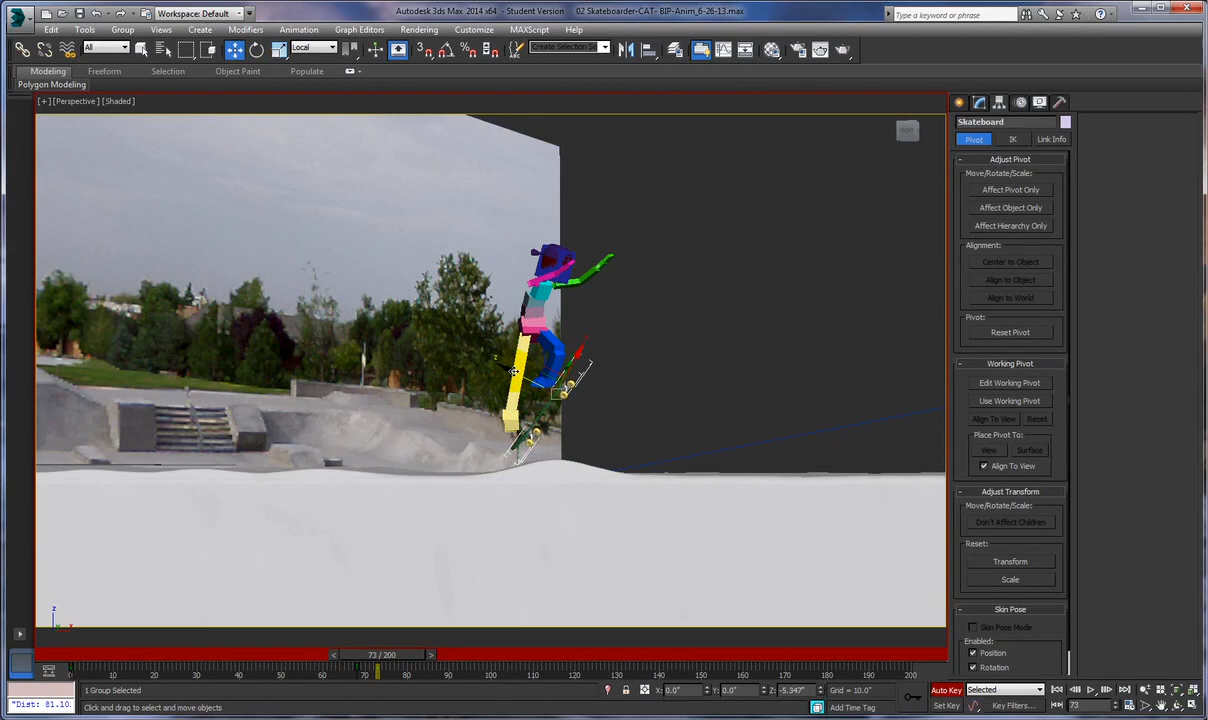 Workspace: Default
Autodesk 3ds Max 2014 x64 - Student Version    02 Skateboarder-CAT- BIP-Anim_6-26-13.max
Type a keyword or phrase
Edit Tools Group Views Create Modifiers Animation Graph Editors Rendering Customize MAXScript Help
All
Local
Create Selection Se
Modeling Freeform Selection Object Paint Populate
Polygon Modeling
[+] [Perspective] [Shaded]
Skateboard
Pivot IK Link Info
- Adjust Pivot
Move/Rotate/Scale:
Affect Pivot Only
Affect Object Only
Affect Hierarchy Only
Alignment:
Center to Object
Align to Object
Align to World
Pivot:
Reset Pivot
- Working Pivot
Edit Working Pivot
Use Working Pivot
Align To View Reset
Place Pivot To:
View Surface
Align To View
- Adjust Transform
Move/Rotate/Scale:
Don't Affect Children
Reset:
Transform
Scale
- Skin Pose
Skin Pose Mode
Enabled:
Position
Rotation
z
x
< 73 / 200 >
10 20 30 40 50 60 70 80 90 100 110 120 130 140 150 160 170 180 190 200
1 Group Selected
X: 0.0" Y: 0.0" Z: -5.347" Grid = 10.0"
Auto Key Selected
"Dist: 81.10
Click and drag to select and move objects
Add Time Tag
Set Key Key Filters... 73